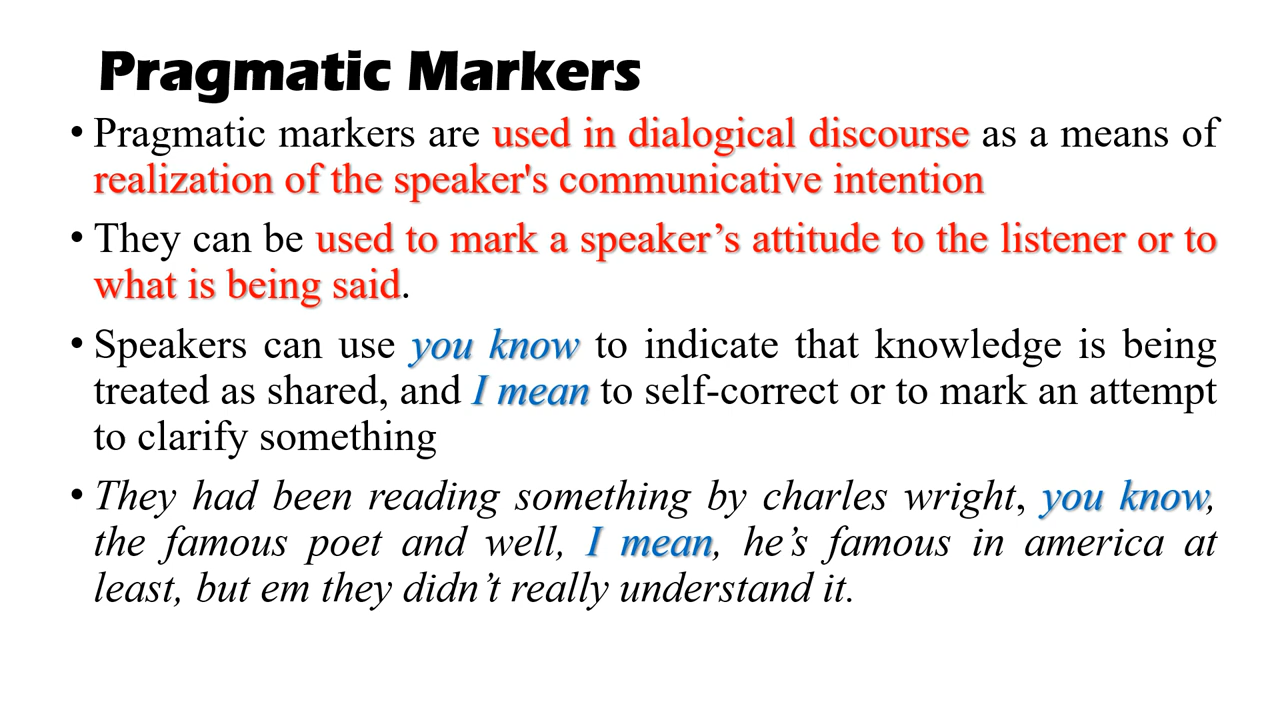 Pragmatic Markers
• Pragmatic markers are used in dialogical discourse as a means of
realization of the speaker's communicative intention
• They can be used to mark a speaker’s attitude to the listener or to
what is being said.
• Speakers can use you know to indicate that knowledge is being
treated as shared, and I mean to self-correct or to mark an attempt
to clarify something
• They had been reading something by charles wright, you know,
the famous poet and well, I mean, he’s famous in america at
least, but em they didn’t really understand it.